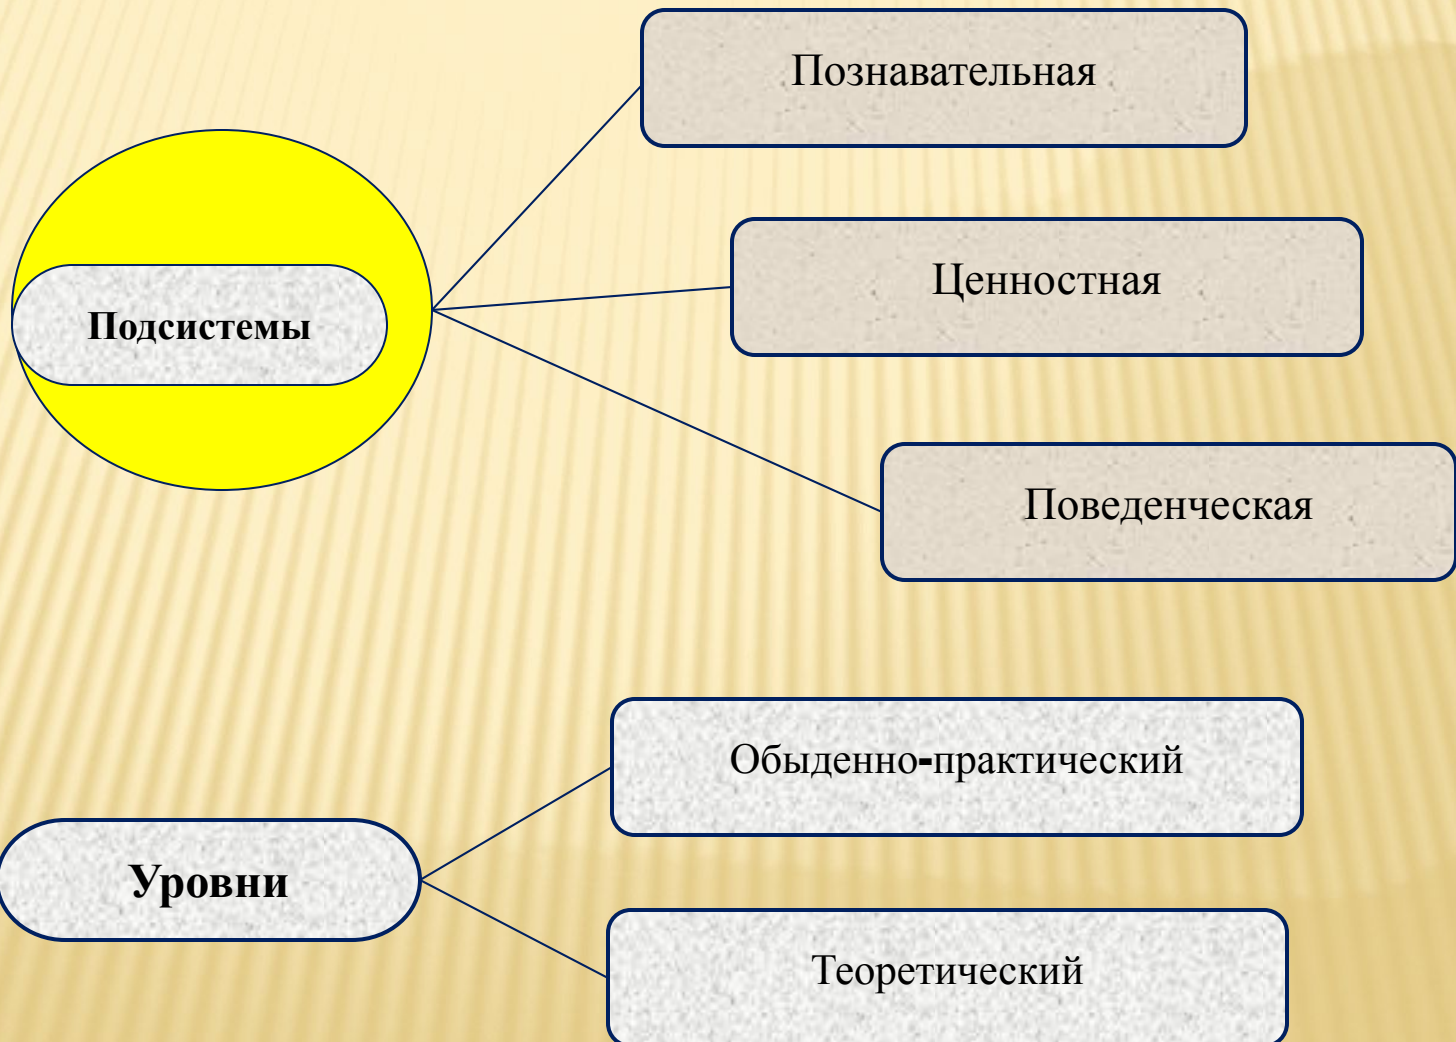 Познавательная
Ценностная
Подсистемы
Поведенческая
Обыденно-практический
Уровни
Теоретический